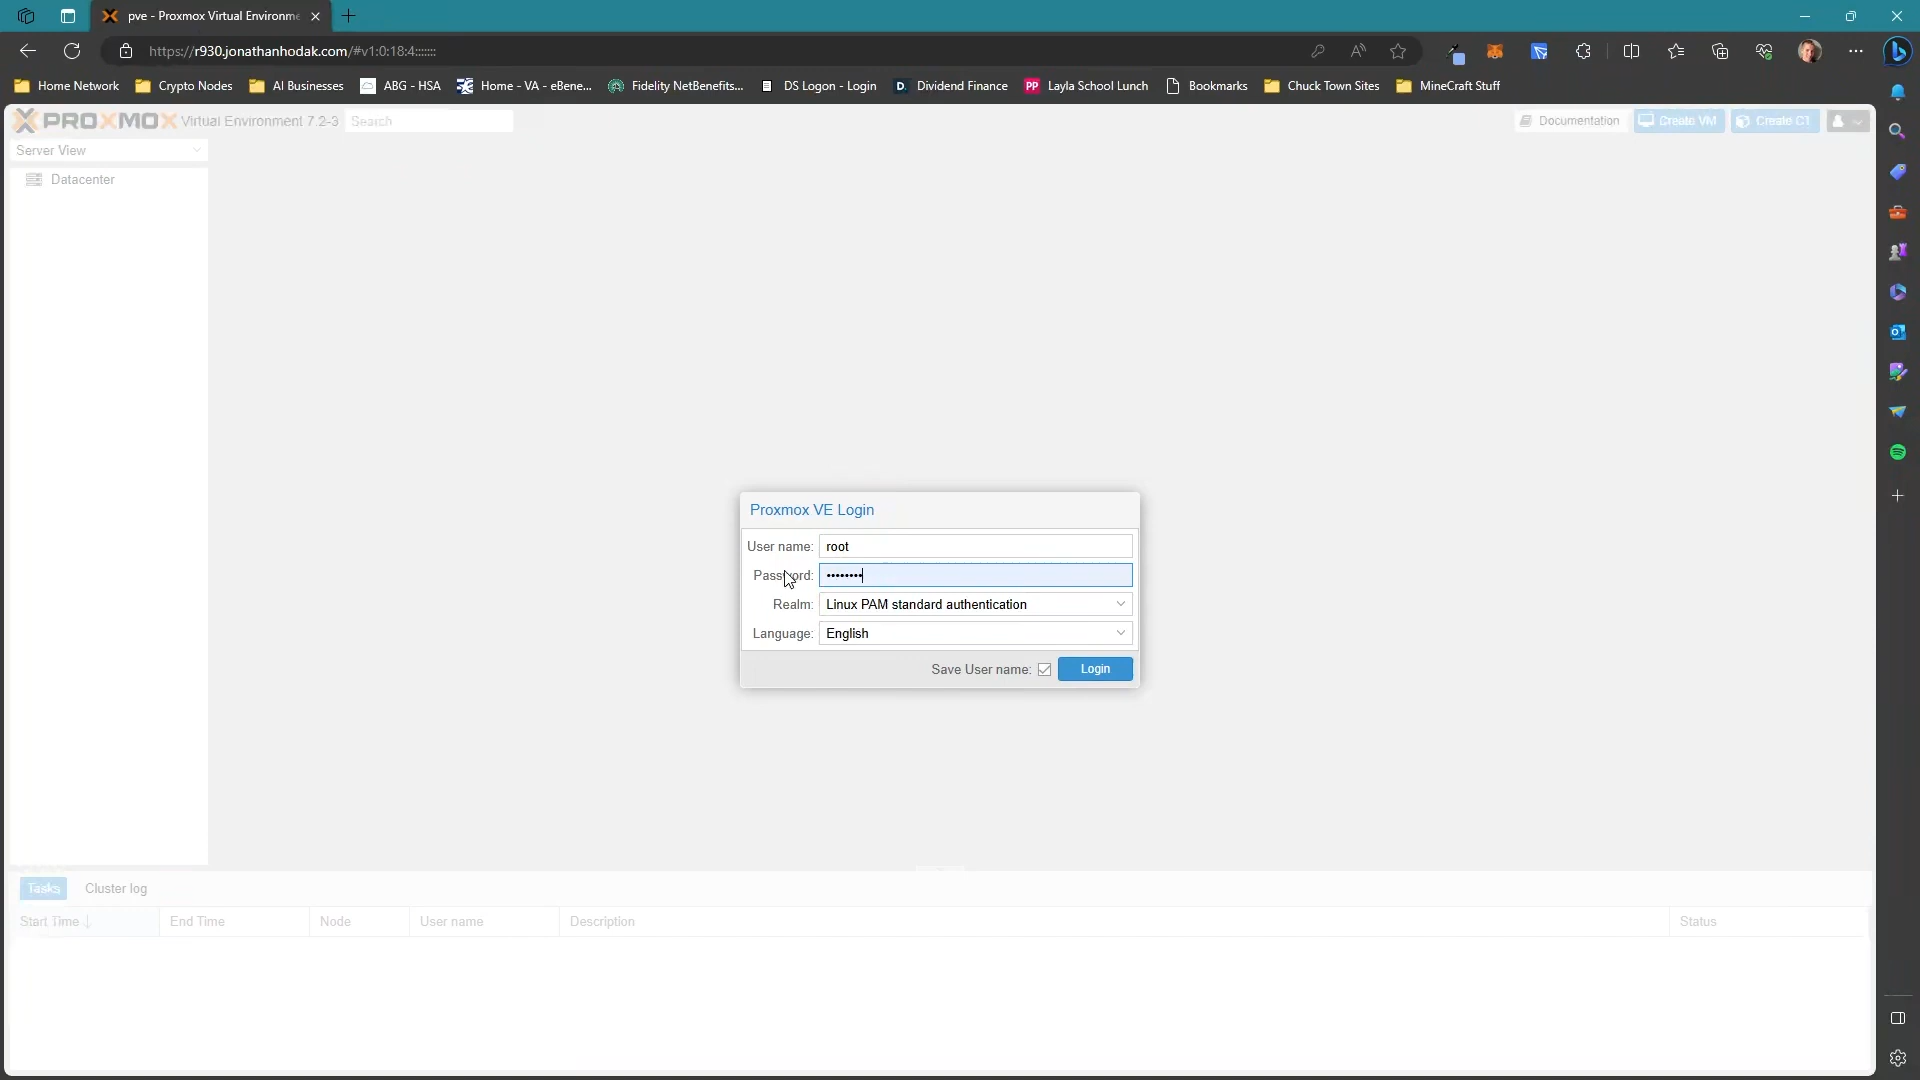 pve - Proxmox Virtual Environme
https://r930.jonathanhodak.com/#v1:0:18:4:::::::
Home Network Crypto Nodes AI Businesses ABG - HSA Home - VA - eBene... Fidelity NetBenefits... DS Logon - Login D. Dividend Finance PP Layla School Lunch Bookmarks Chuck Town Sites MineCraft Stuff
PROXMOX Virtual Environment 7.2-3 Search Documentation Create VM Create CT
Server View
Datacenter
Proxmox VE Login
User name: root
Password: ••••••••
Realm: Linux PAM standard authentication
Language: English
Save User name: Login
Tasks Cluster log
Start Time End Time Node User name Description Status